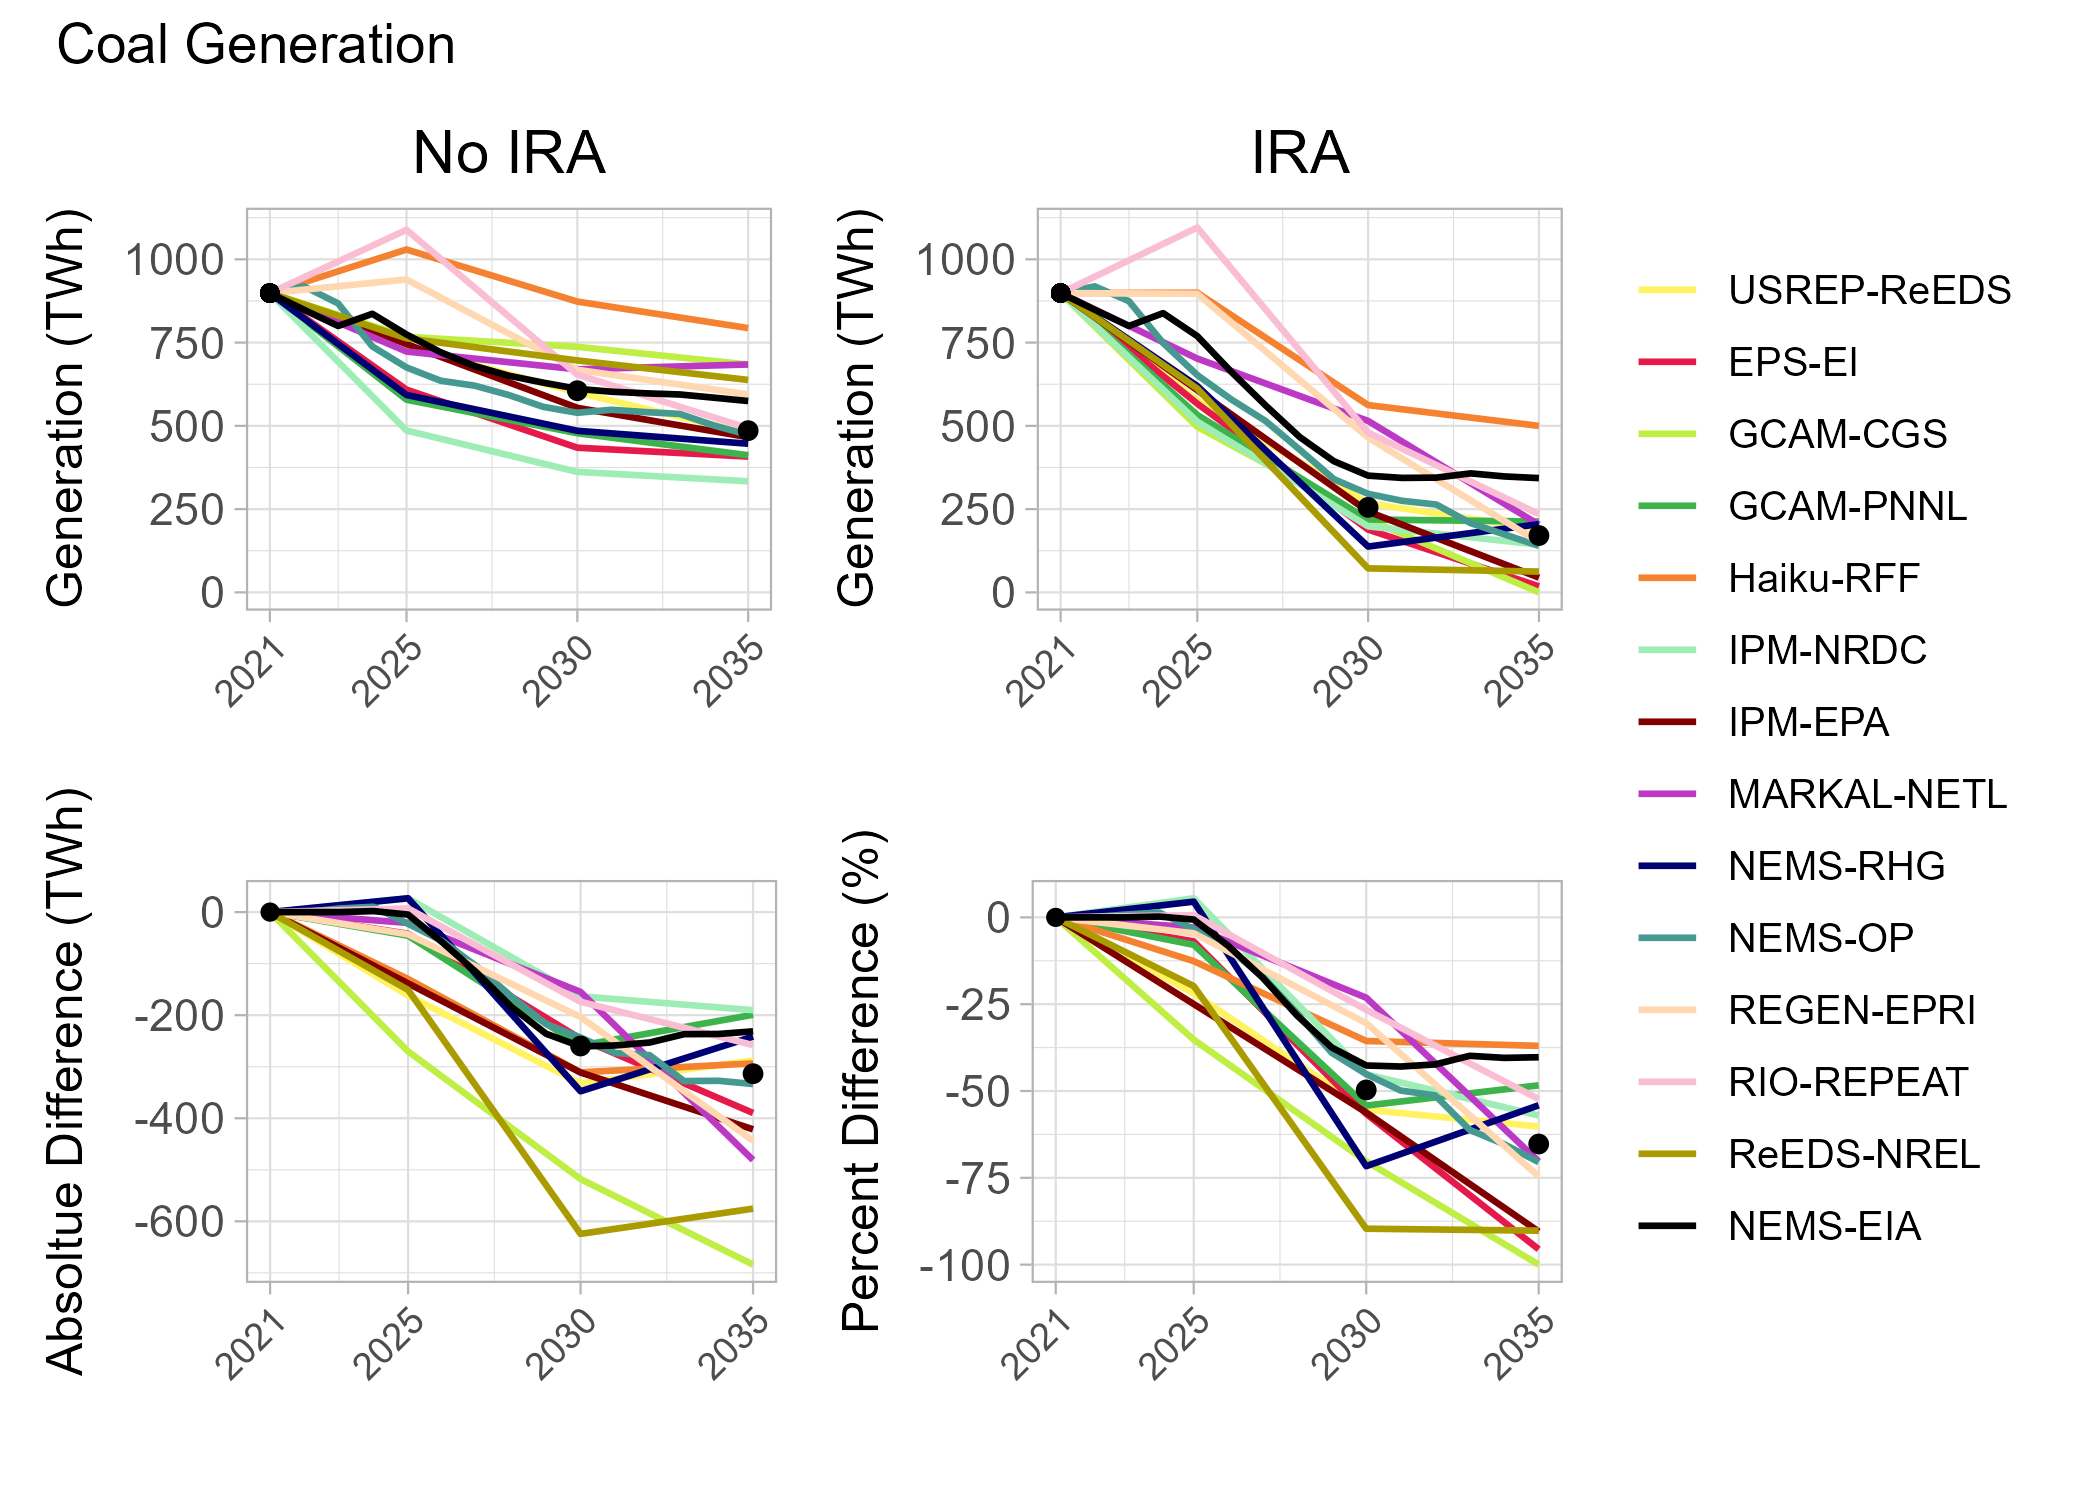 Coal Generation
No IRA
IRA
Generation (TWh)
1000
750
500
250
0
2021
2025
2030
2035
Generation (TWh)
1000
750
500
250
0
2021
2025
2030
2035
Absoltue Difference (TWh)
0
-200
-400
-600
2021
2025
2030
2035
Percent Difference (%)
0
-25
-50
-75
-100
2021
2025
2030
2035
USREP-ReEDS
EPS-EI
GCAM-CGS
GCAM-PNNL
Haiku-RFF
IPM-NRDC
IPM-EPA
MARKAL-NETL
NEMS-RHG
NEMS-OP
REGEN-EPRI
RIO-REPEAT
ReEDS-NREL
NEMS-EIA